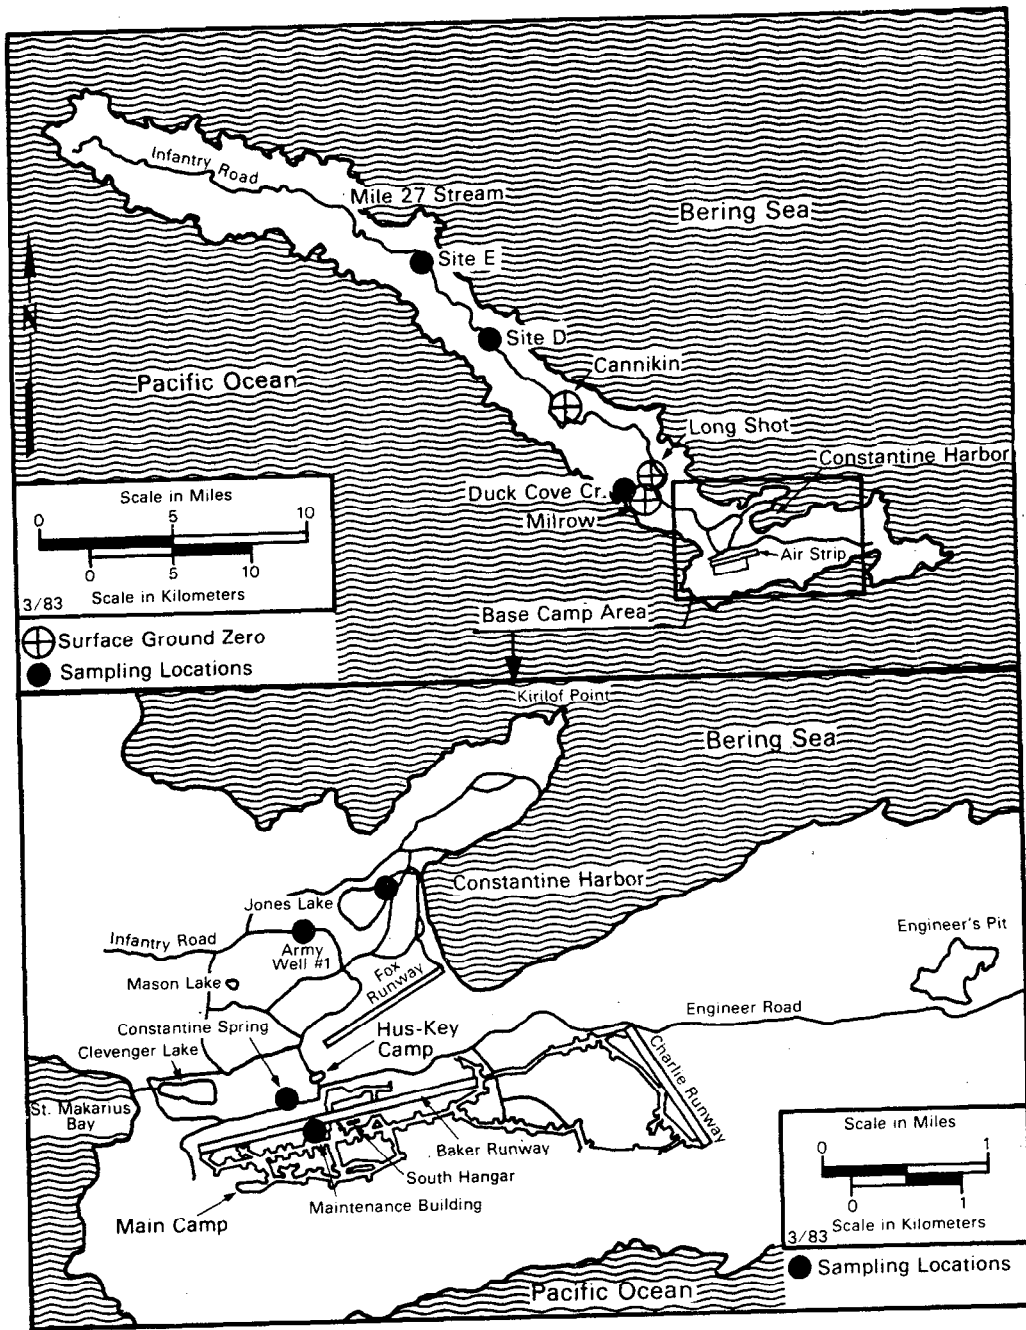 Infantry Road
Mile 27 Stream
Bering Sea
Site E
N
Site D
Pacific Ocean
Cannikin
Long Shot
Constantine Harbor
Duck Cove Cr.
Milrow
Air Strip
Scale in Miles
0 5 10
0 5 10
3/83 Scale in Kilometers
Base Camp Area
Surface Ground Zero
Sampling Locations
Kirilof Point
Bering Sea
Constantine Harbor
Jones Lake
Infantry Road
Army
Well #1
Engineer's Pit
Mason Lake
Fox
Runway
Constantine Spring
Hus-Key
Camp
Engineer Road
Clevenger Lake
Charlie Runway
St. Makarius
Bay
Baker Runway
South Hangar
Maintenance Building
Main Camp
Scale in Miles
0 1
0 1
3/83 Scale in Kilometers
Sampling Locations
Pacific Ocean